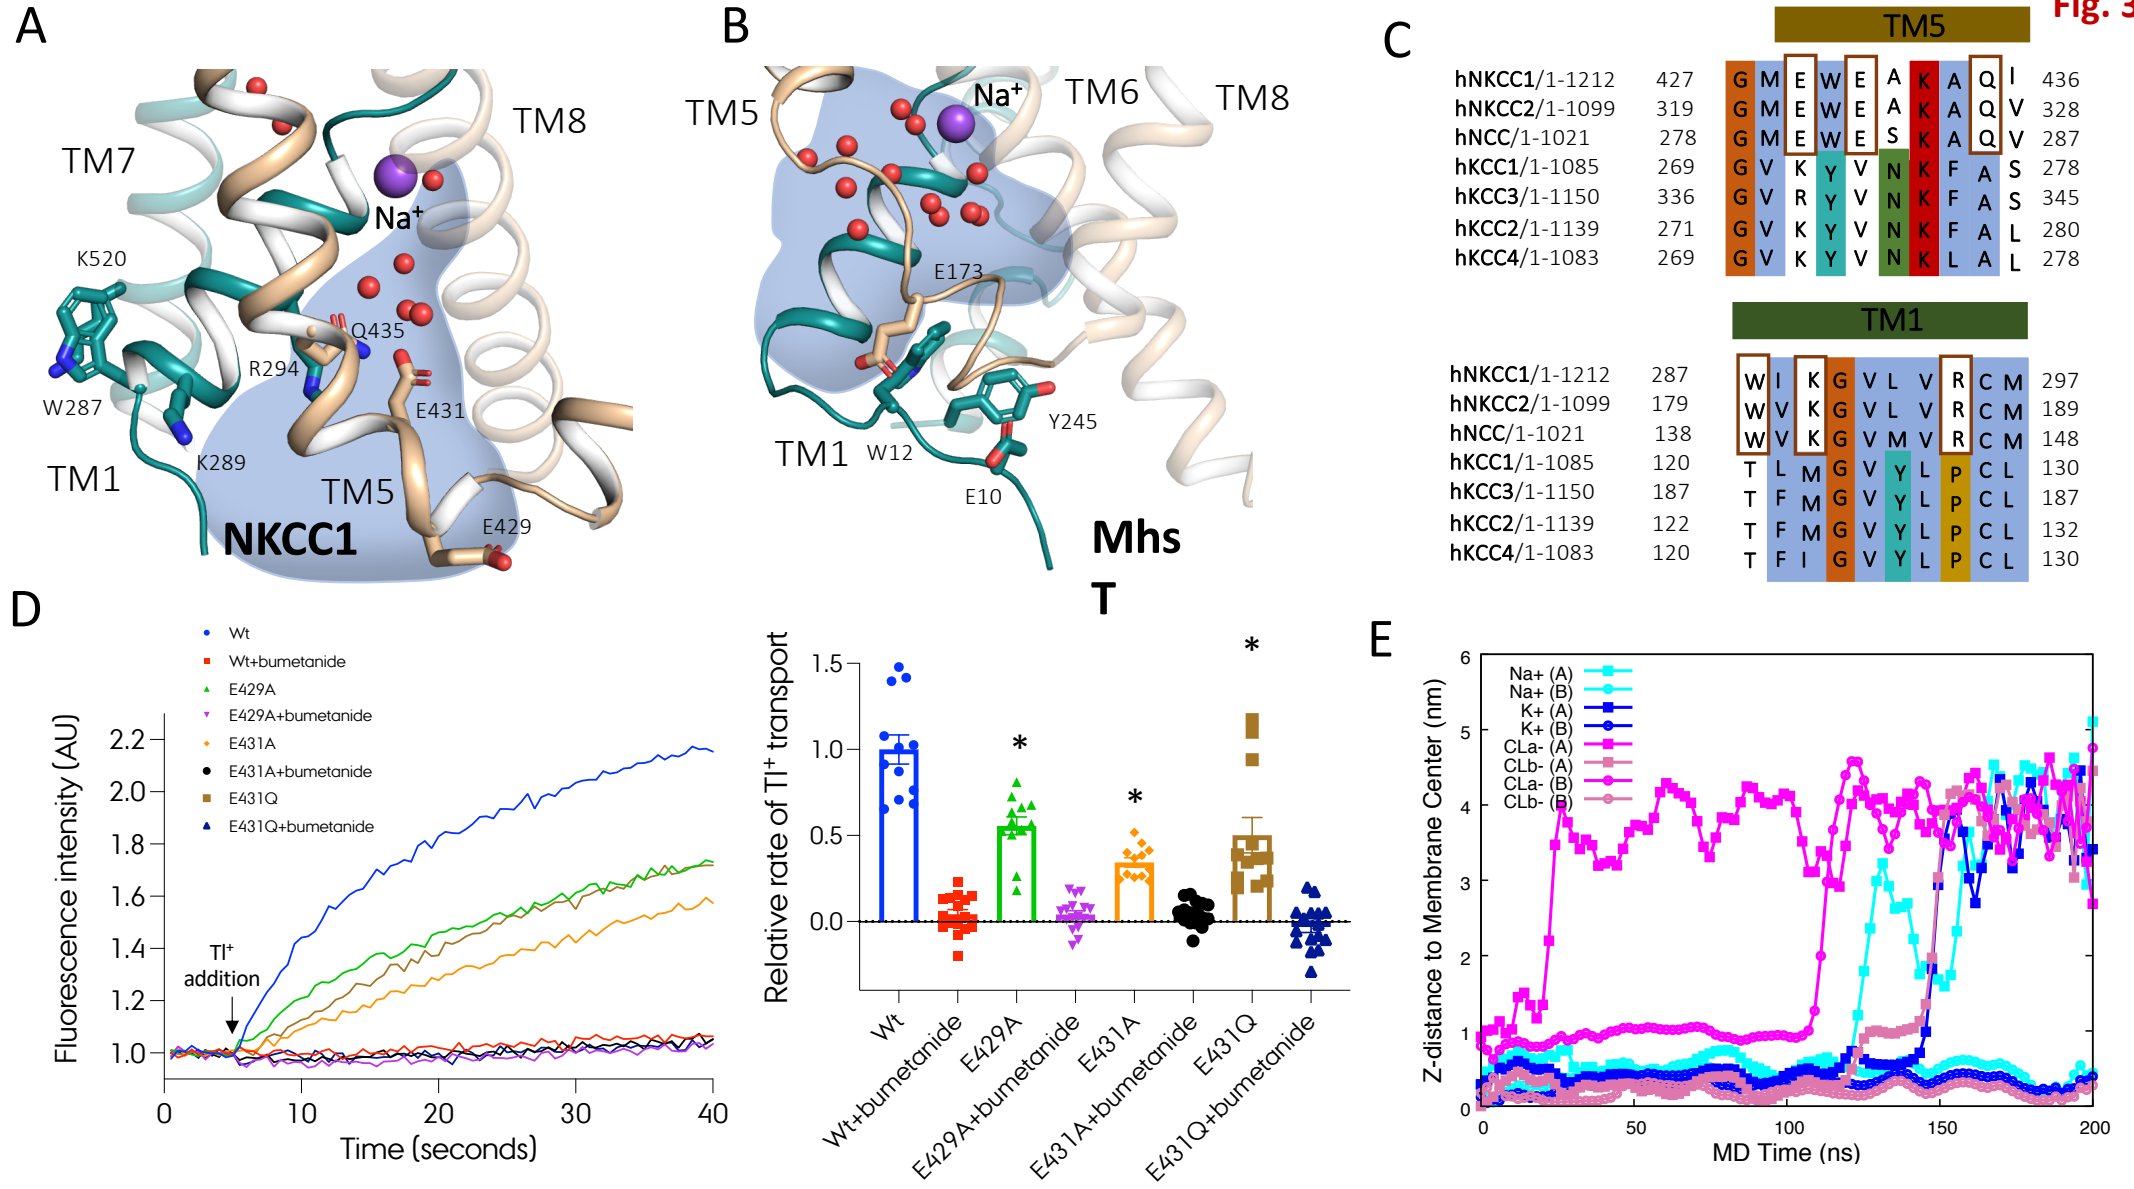 Fig. 3
A
TM7
TM8
Na+
K520
Q435
R294
W287
E431
K289
TM1
TM5
E429
NKCC1
B
TM5
Na+
TM6
TM8
E173
Y245
TM1
W12
E10
Mhs
T
C
TM5
hNKCC1/1-1212 427 G M E W E A K A Q I 436
hNKCC2/1-1099 319 G M E W E A K A Q V 328
hNCC/1-1021 278 G M E W E S K A Q V 287
hKCC1/1-1085 269 G V K Y V N K F A S 278
hKCC3/1-1150 336 G V R Y V N K F A S 345
hKCC2/1-1139 271 G V K Y V N K F A L 280
hKCC4/1-1083 269 G V K Y V N K L A L 278
TM1
hNKCC1/1-1212 287 W I K G V L V R C M 297
hNKCC2/1-1099 179 W V K G V L V R C M 189
hNCC/1-1021 138 W V K G V M V R C M 148
hKCC1/1-1085 120 T L M G V Y L P C L 130
hKCC3/1-1150 187 T F M G V Y L P C L 187
hKCC2/1-1139 122 T F M G V Y L P C L 132
hKCC4/1-1083 120 T F I G V Y L P C L 130
D
Wt
Wt+bumetanide
E429A
E429A+bumetanide
E431A
E431A+bumetanide
E431Q
E431Q+bumetanide
Fluorescence intensity (AU)
2.2
2.0
1.8
1.6
1.4
1.2
1.0
Tl+
addition
0 10 20 30 40
Time (seconds)
Relative rate of Tl+ transport
1.5
1.0
0.5
0.0
*
*
*
Wt
Wt+bumetanide
E429A
E429A+bumetanide
E431A
E431A+bumetanide
E431Q
E431Q+bumetanide
E
Z-distance to Membrane Center (nm)
6
5
4
3
2
1
0
Na+ (A)
Na+ (B)
K+ (A)
K+ (B)
CLa- (A)
CLb- (A)
CLa- (B)
CLb- (B)
0 50 100 150 200
MD Time (ns)